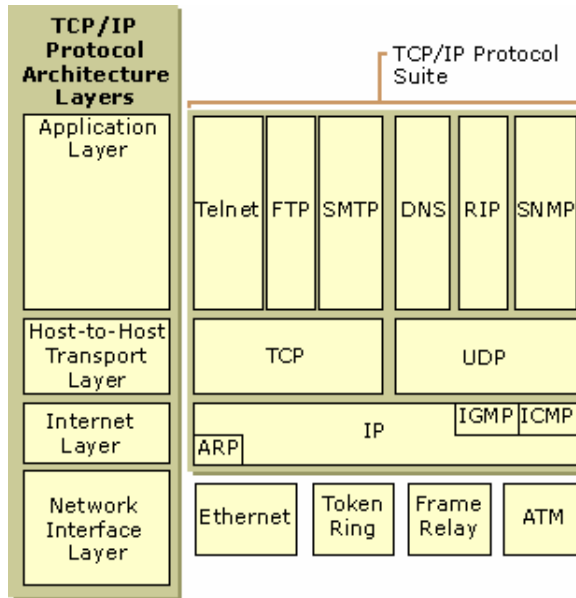 TCP/IP
Protocol
Architecture
Layers
TCP/IP Protocol
Suite
Application
Layer
Telnet FTP SMTP DNS RIP SNMP
Host-to-Host
Transport
Layer
TCP UDP
Internet
Layer
IP IGMP ICMP
ARP
Network
Interface
Layer
Ethernet
Token
Ring
Frame
Relay
ATM